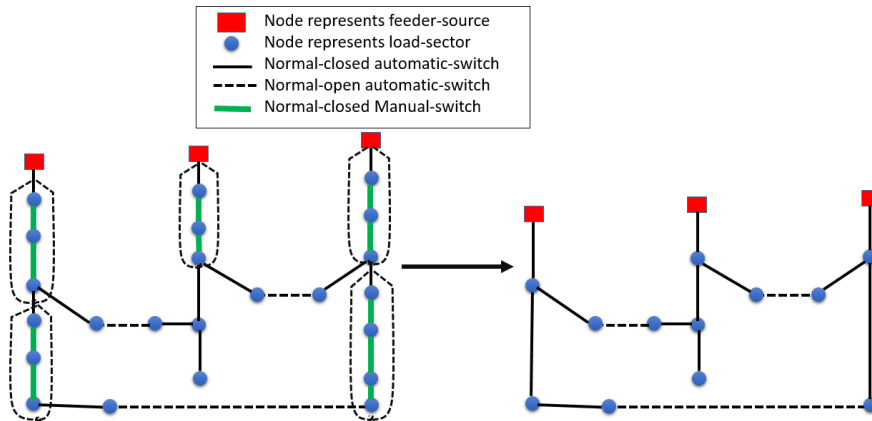 Node represents feeder-source
Node represents load-sector
Normal-closed automatic-switch
Normal-open automatic-switch
Normal-closed Manual-switch